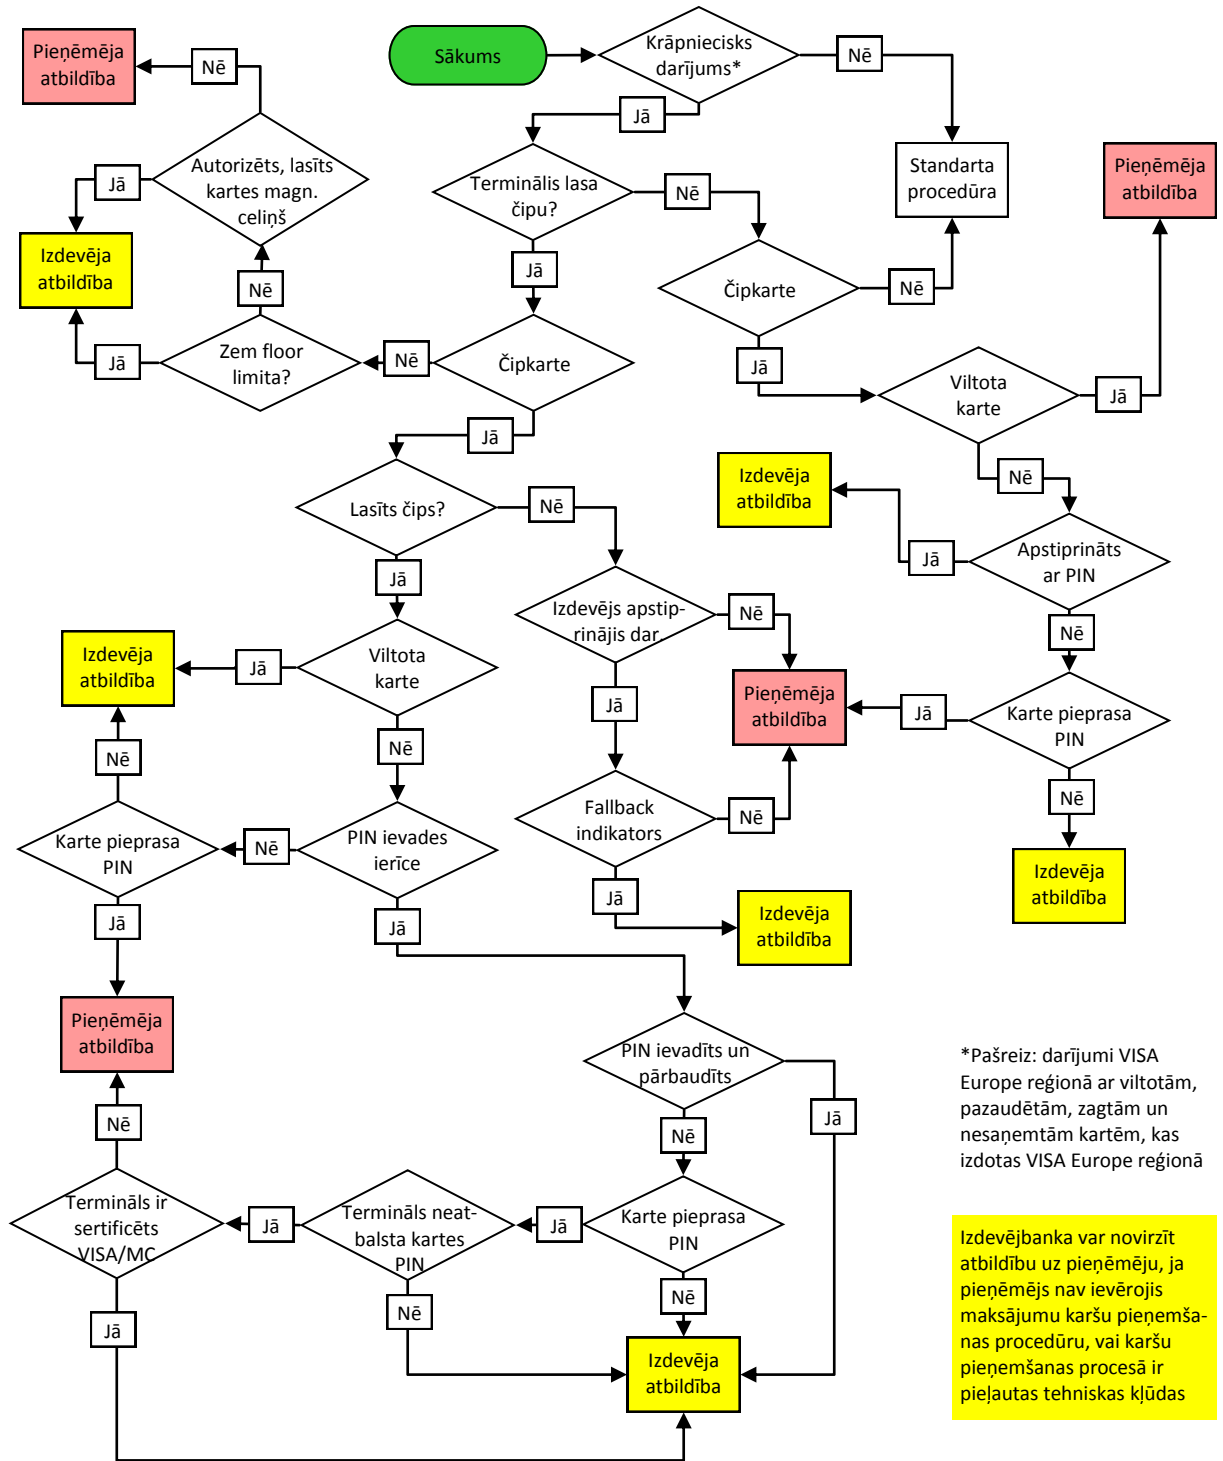 Pieņēmēja
atbildība
Nē
Sākums
Krāpniecisks
darījums*
Nē
Jā
Autorizēts, lasīts
kartes magn.
celiņš
Jā
Terminālis lasa
čipu?
Nē
Standarta
procedūra
Pieņēmēja
atbildība
Izdevēja
atbildība
Nē
Jā
Čipkarte
Nē
Zem floor
limita?
Jā
Nē
Čipkarte
Jā
Viltota
karte
Jā
Jā
Nē
Lasīts čips?
Nē
Izdevēja
atbildība
Jā
Apstiprināts
ar PIN
Jā
Izdevējs apstip-
rinājis dar.
Nē
Nē
Izdevēja
atbildība
Jā
Viltota
karte
Jā
Pieņēmēja
atbildība
Jā
Karte pieprasa
PIN
Nē
Nē
Nē
Karte pieprasa
PIN
Nē
PIN ievades
ierīce
Fallback
indikators
Nē
Izdevēja
atbildība
Jā
Jā
Jā
Izdevēja
atbildība
Pieņēmēja
atbildība
PIN ievadīts un
pārbaudīts
Jā
Nē
Nē
Termināls ir
sertificēts
VISA/MC
Jā
Termināls neat-
balsta kartes
PIN
Jā
Karte pieprasa
PIN
Jā
Nē
Nē
Izdevēja
atbildība
*Pašreiz: darījumi VISA
Europe reģionā ar viltotām,
pazaudētām, zagtām un
nesaņemtām kartēm, kas
izdotas VISA Europe reģionā
Izdevējbanka var novirzīt
atbildību uz pieņēmēju, ja
pieņēmējs nav ievērojis
maksājumu karšu pieņemša-
nas procedūru, vai karšu
pieņemšanas procesā ir
pieļautas tehniskas kļūdas